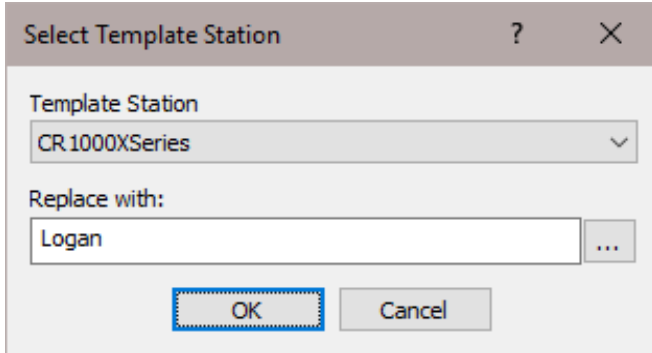 Select Template Station ?
Template Station
CR1000XSeries
Replace with:
Logan ...
OK Cancel